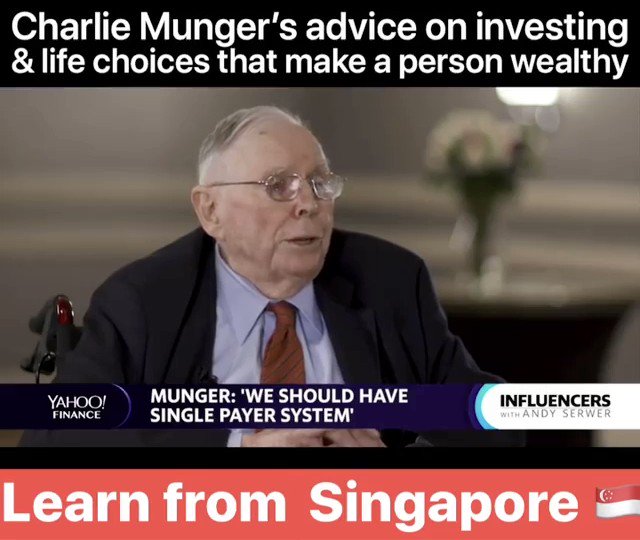 Charlie Munger’s advice on investing
& life choices that make a person wealthy
YAHOO!
FINANCE
MUNGER: 'WE SHOULD HAVE
SINGLE PAYER SYSTEM'
INFLUENCERS
WITH ANDY SERWER
Learn from Singapore 🇸🇬